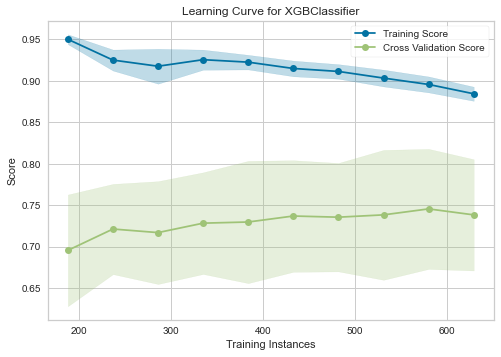 Learning Curve for XGBClassifier
Training Score
Cross Validation Score
0.95
0.90
0.85
0.80
0.75
0.70
0.65
Score
200 300 400 500 600
Training Instances